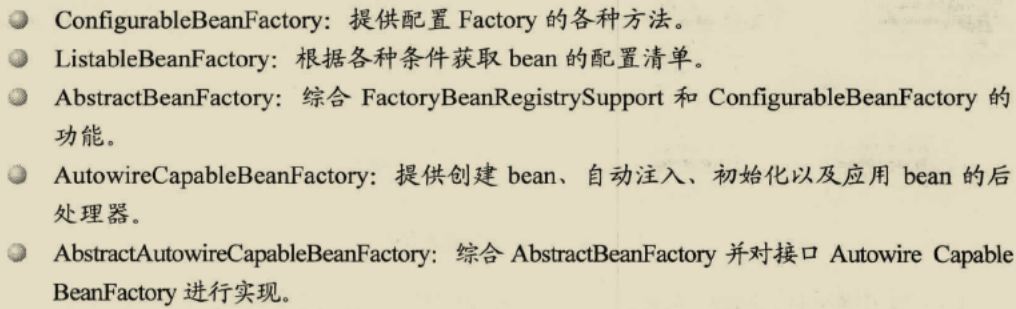 ConfigurableBeanFactory：提供配置 Factory 的各种方法。
ListableBeanFactory：根据各种条件获取 bean 的配置清单。
AbstractBeanFactory：综合 FactoryBeanRegistrySupport 和 ConfigurableBeanFactory 的
功能。
AutowireCapableBeanFactory：提供创建 bean、自动注入、初始化以及应用 bean 的后
处理器。
AbstractAutowireCapableBeanFactory：综合 AbstractBeanFactory 并对接口 Autowire Capable
BeanFactory 进行实现。